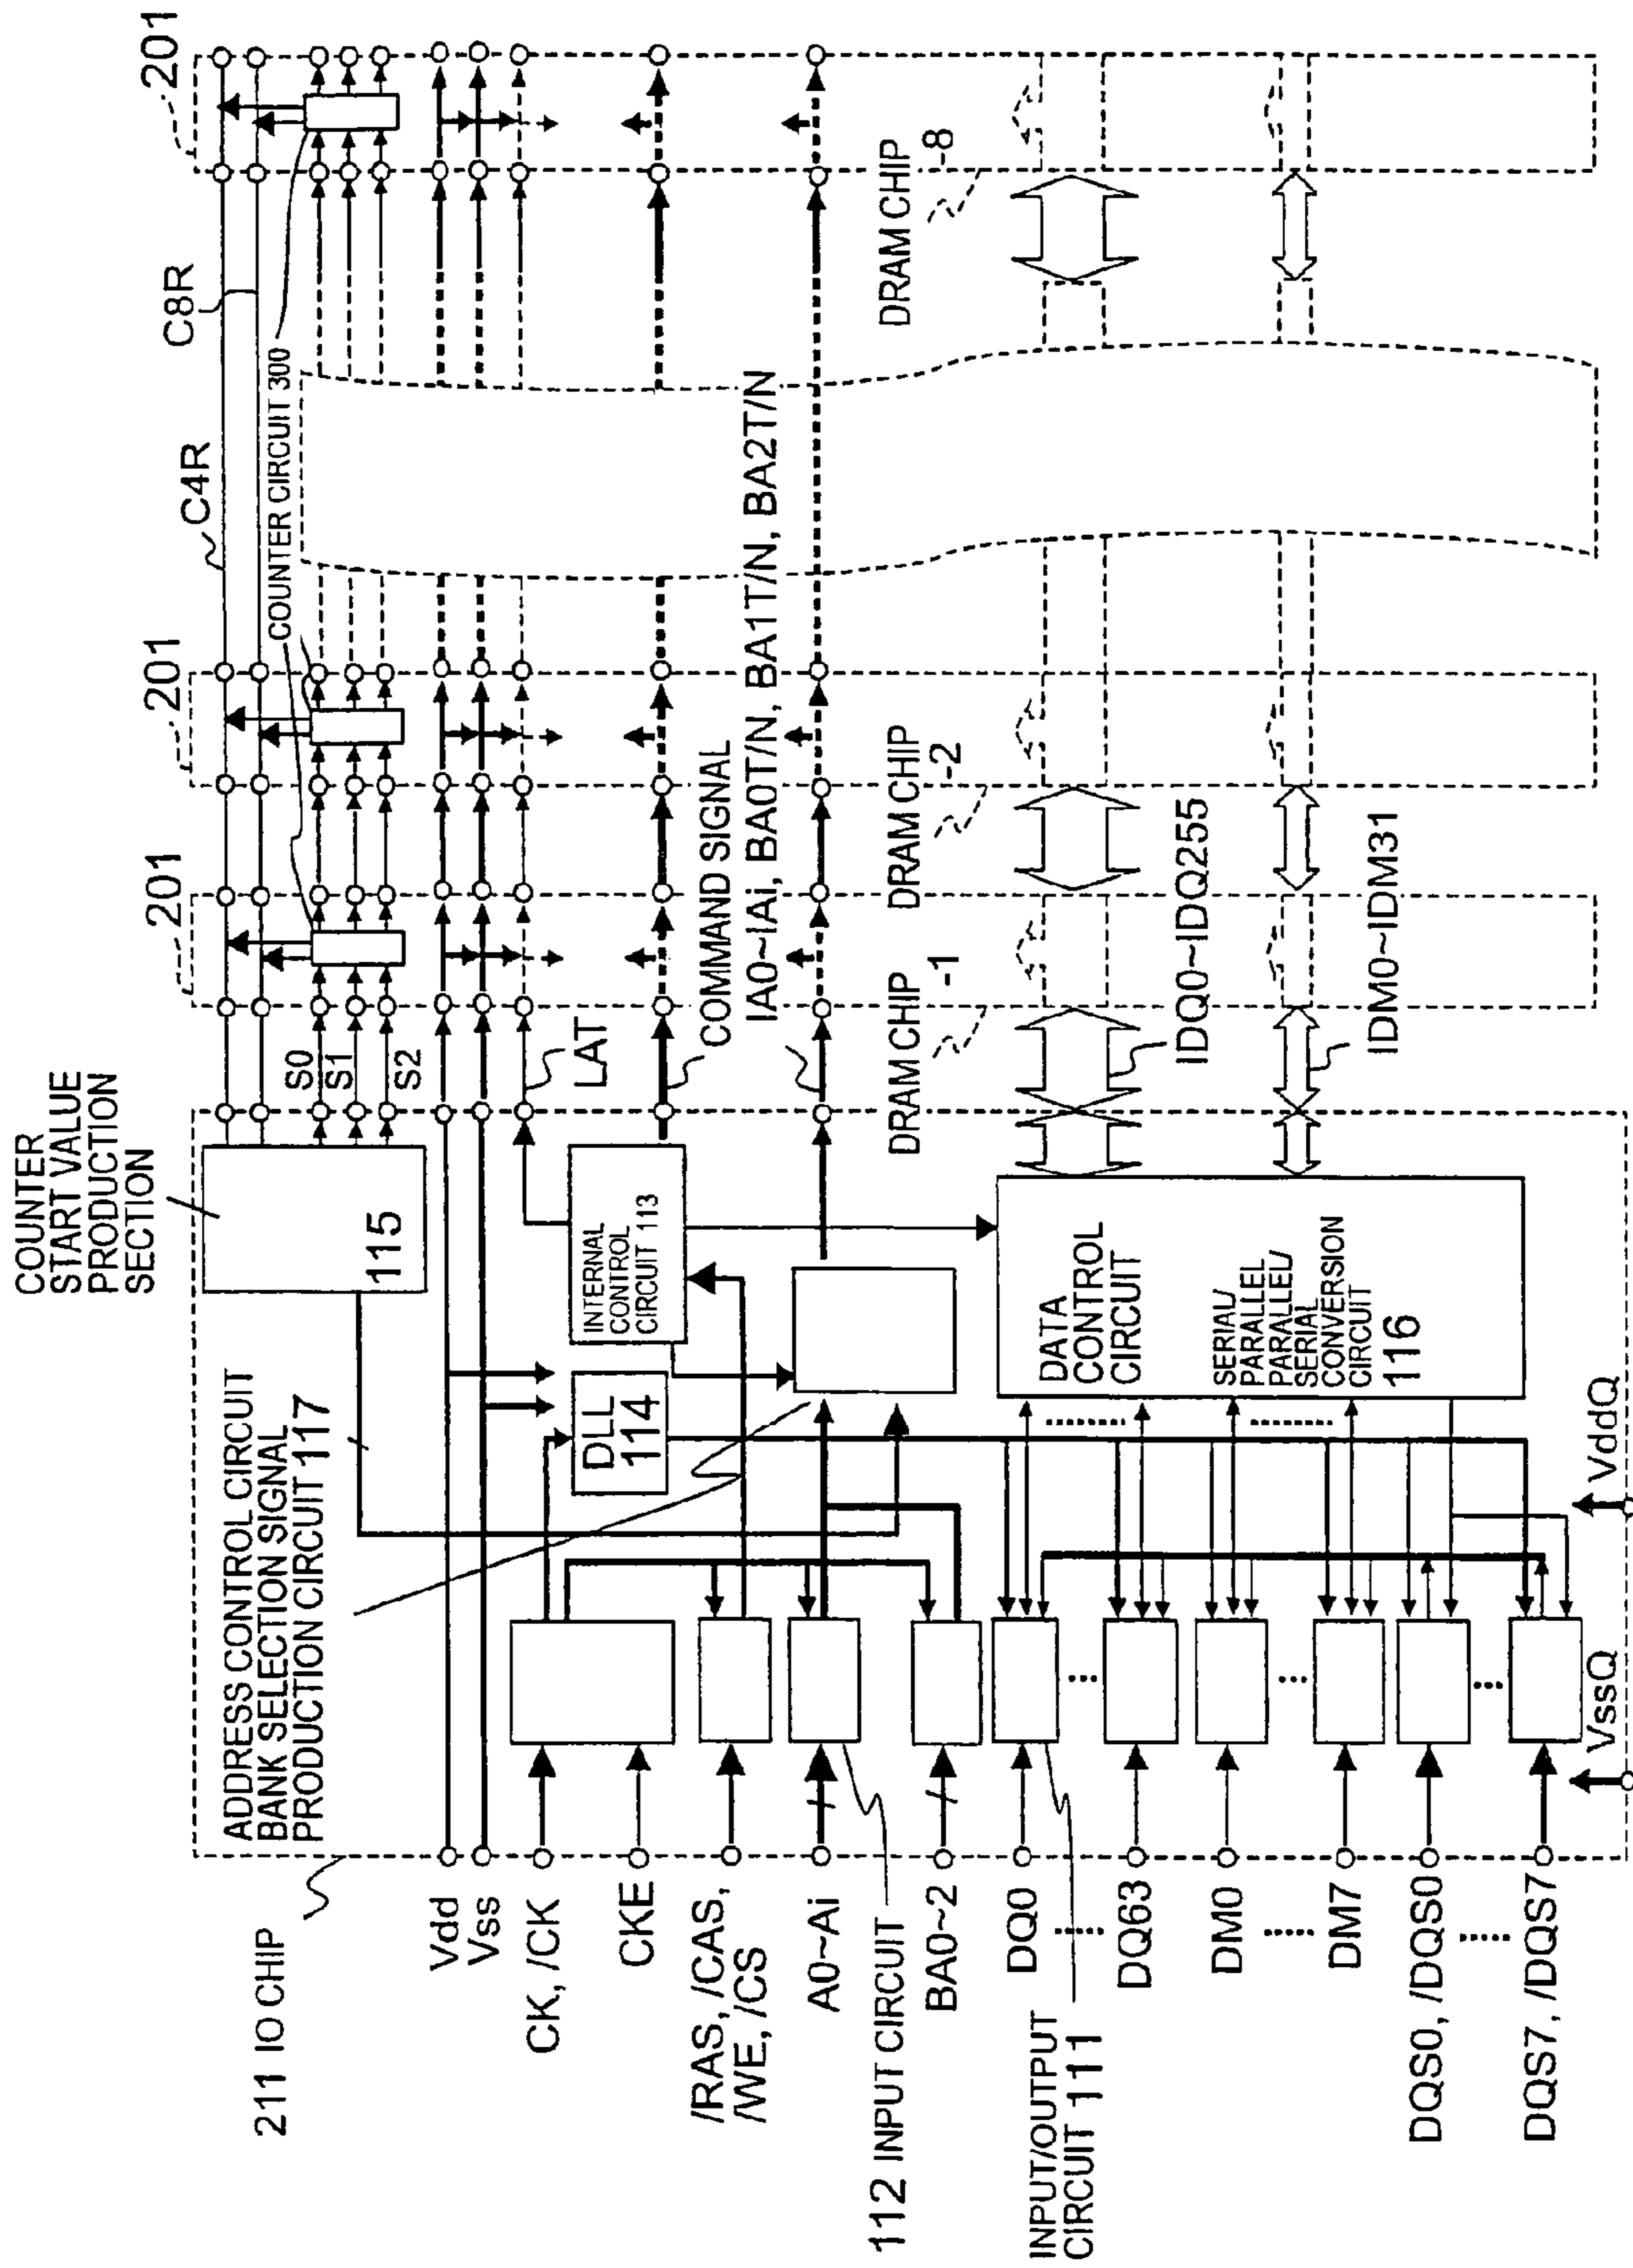 211 IO CHIP
ADDRESS CONTROL CIRCUIT
BANK SELECTION SIGNAL
PRODUCTION CIRCUIT 117
COUNTER
START VALUE
PRODUCTION
SECTION
115
S0
S1
S2
C4R
C8R
COUNTER CIRCUIT 300
201
201
201
Vdd
Vss
CK, /CK
CKE
/RAS, /CAS,
/WE, /CS
A0~Ai
112 INPUT CIRCUIT
BA0~2
DQ0
DQ63
INPUT/OUTPUT
CIRCUIT 111
DM0
DM7
DQS0, /DQS0
DQS7, /DQS7
VssQ
VddQ
DLL
114
INTERNAL
CONTROL
CIRCUIT 113
LAT
COMMAND SIGNAL
IA0~IAi, BA0T/N, BA1T/N, BA2T/N
DATA
CONTROL
CIRCUIT
SERIAL/
PARALLEL
PARALLEL/
SERIAL
CONVERSION
CIRCUIT
116
DRAM CHIP
-1
DRAM CHIP
-2
DRAM CHIP
-8
IDQ0~IDQ255
IDM0~IDM31